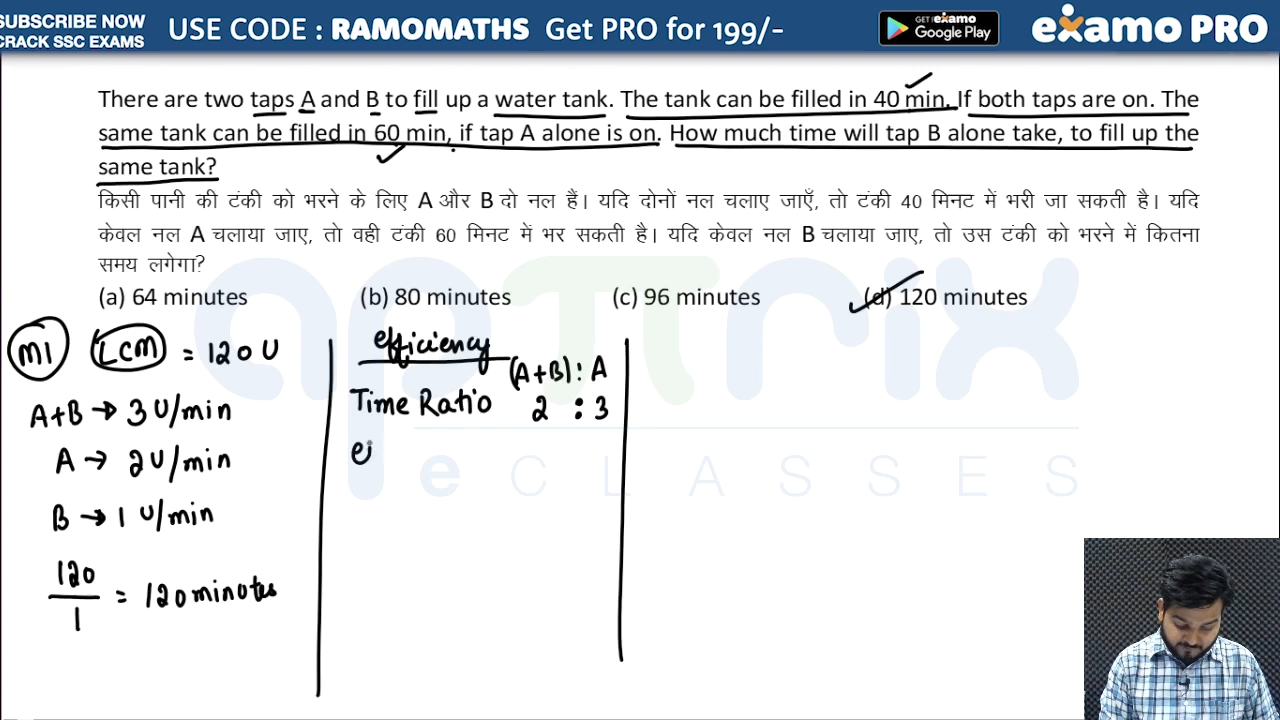 SUBSCRIBE NOW
CRACK SSC EXAMS
USE CODE : RAMOMATHS Get PRO for 199/-
GET IT ON examo
Google Play
examo PRO
There are two taps A and B to fill up a water tank. The tank can be filled in 40 min. If both taps are on. The
same tank can be filled in 60 min, if tap A alone is on. How much time will tap B alone take, to fill up the
same tank?
किसी पानी की टंकी को भरने के लिए A और B दो नल हैं। यदि दोनों नल चलाए जाएँ, तो टंकी 40 मिनट में भरी जा सकती है। यदि
केवल नल A चलाया जाए, तो वही टंकी 60 मिनट में भर सकती है। यदि केवल नल B चलाया जाए, तो उस टंकी को भरने में कितना
समय लगेगा?
(a) 64 minutes (b) 80 minutes (c) 96 minutes (d) 120 minutes
M1 LCM = 120 U
A+B → 3 U/min
A → 2 U/min
B → 1 U/min
120/1 = 120 minutes
efficiency
(A+B) : A
Time Ratio 2 : 3
e
e CLASSES